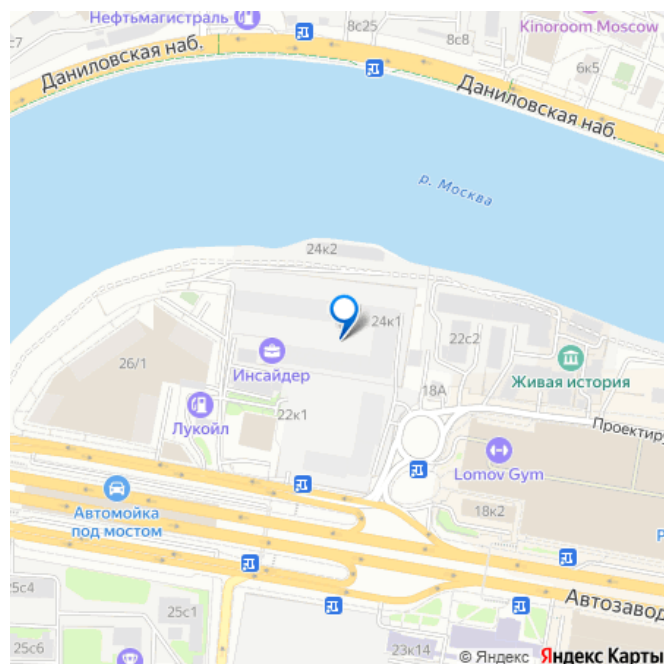 Нефтьмагистраль
8с25
Kinoroom Moscow
8с8
с7
6к5
Даниловская наб.
Даниловская наб.
р. Москва
24к2
24к1
22с2
26/1
Инсайдер
Живая история
18А
Лукойл
22к1
Проектиру
Lomov Gym
Автомойка
под мостом
18к2
Р
25с4
25с1
Автозавод
25с6
23к14
© Яндекс Яндекс Карты